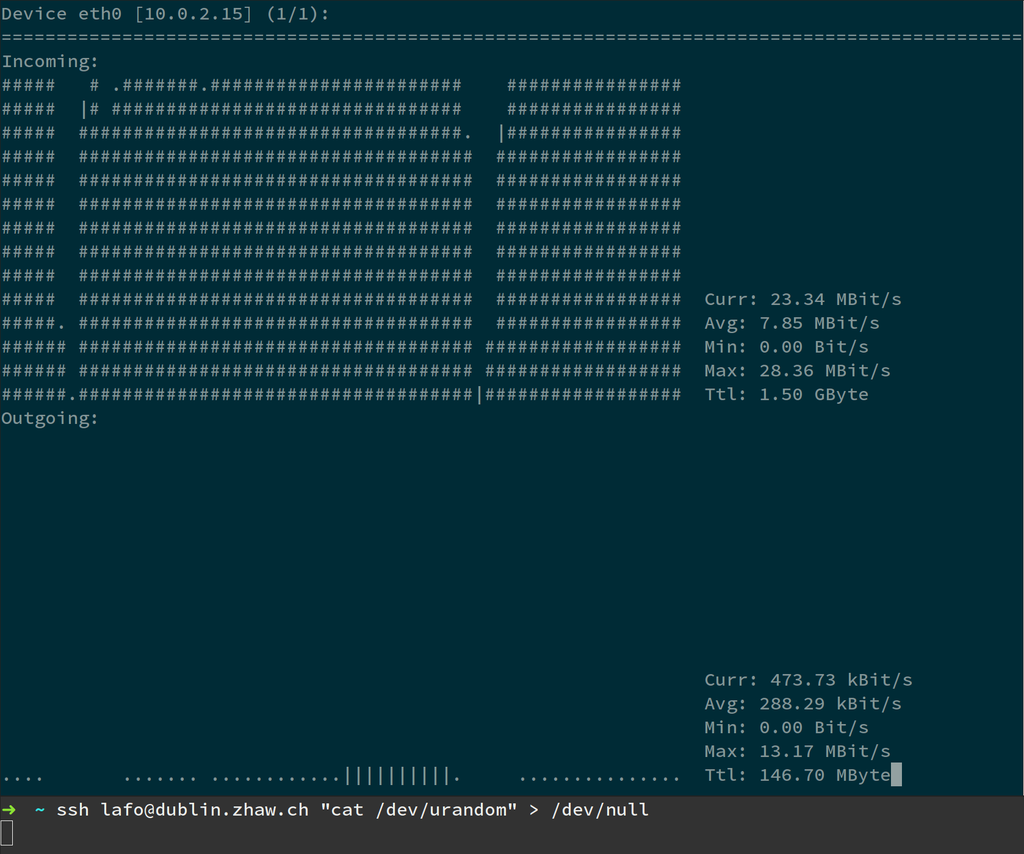 Device eth0 [10.0.2.15] (1/1):
=============================================================================================
Incoming:
#####   # .#######.#######################    ################
#####  |# ################################    ################
#####  ###################################.  |################
#####  ####################################  #################
#####  ####################################  #################
#####  ####################################  #################
#####  ####################################  #################
#####  ####################################  #################
#####  ####################################  #################
#####  ####################################  #################  Curr: 23.34 MBit/s
#####. ####################################  #################  Avg: 7.85 MBit/s
###### #################################### ##################  Min: 0.00 Bit/s
###### #################################### ##################  Max: 28.36 MBit/s
######.####################################|##################  Ttl: 1.50 GByte
Outgoing:
Curr: 473.73 kBit/s
Avg: 288.29 kBit/s
Min: 0.00 Bit/s
Max: 13.17 MBit/s
....       ....... ............||||||||||.     ...............  Ttl: 146.70 MByte
➜  ~ ssh lafo@dublin.zhaw.ch "cat /dev/urandom" > /dev/null